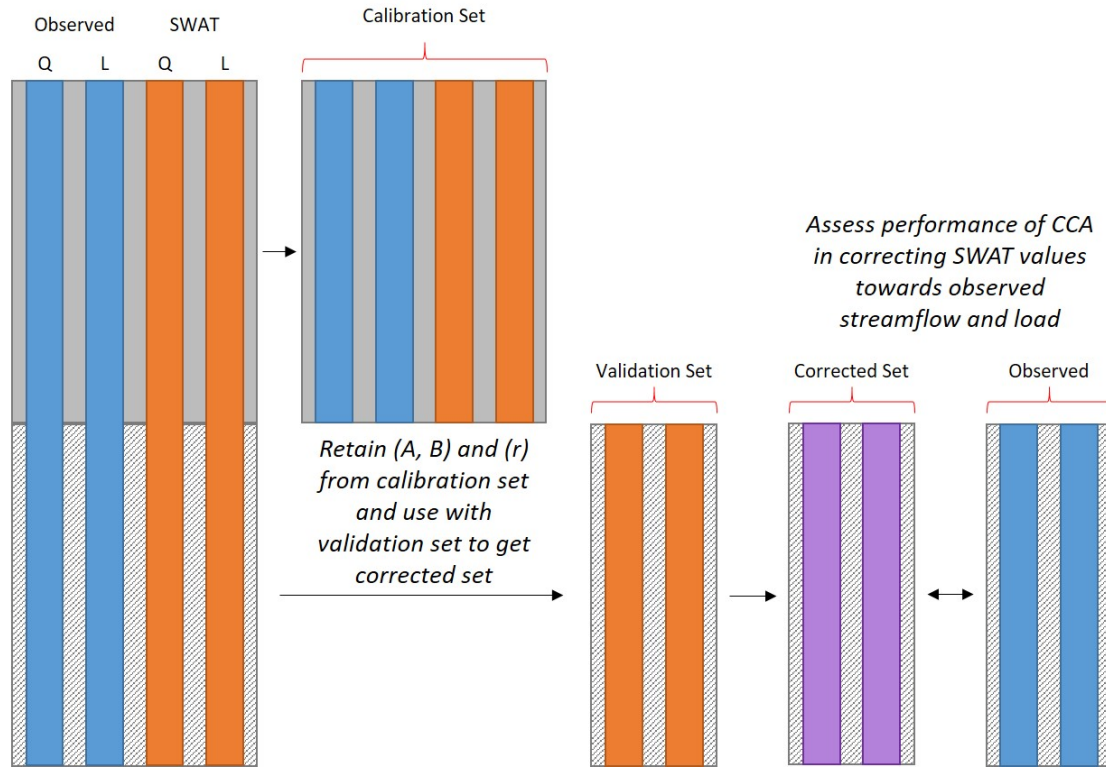 Observed SWAT
Q L Q L
Calibration Set
Assess performance of CCA
in correcting SWAT values
towards observed
streamflow and load
Retain (A, B) and (r)
from calibration set
and use with
validation set to get
corrected set
Validation Set
Corrected Set
Observed